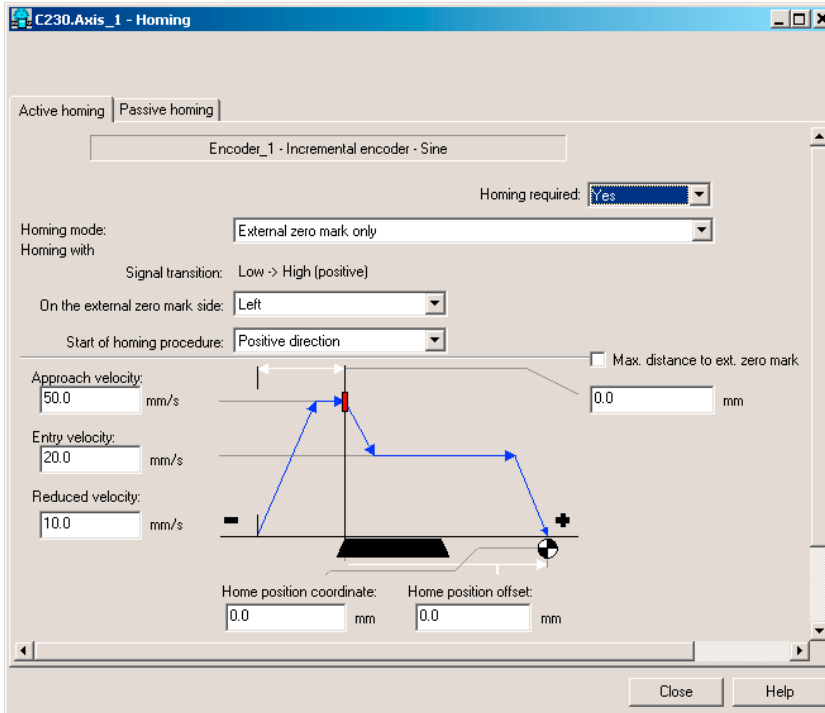 C230.Axis_1 - Homing
Active homing
Passive homing
Encoder_1 - Incremental encoder - Sine
Homing required: Yes
Homing mode: External zero mark only
Homing with
Signal transition: Low -> High (positive)
On the external zero mark side: Left
Start of homing procedure: Positive direction
Max. distance to ext. zero mark
0.0 mm
Approach velocity:
50.0 mm/s
Entry velocity:
20.0 mm/s
Reduced velocity:
10.0 mm/s
Home position coordinate: Home position offset:
0.0 mm 0.0 mm
Close Help